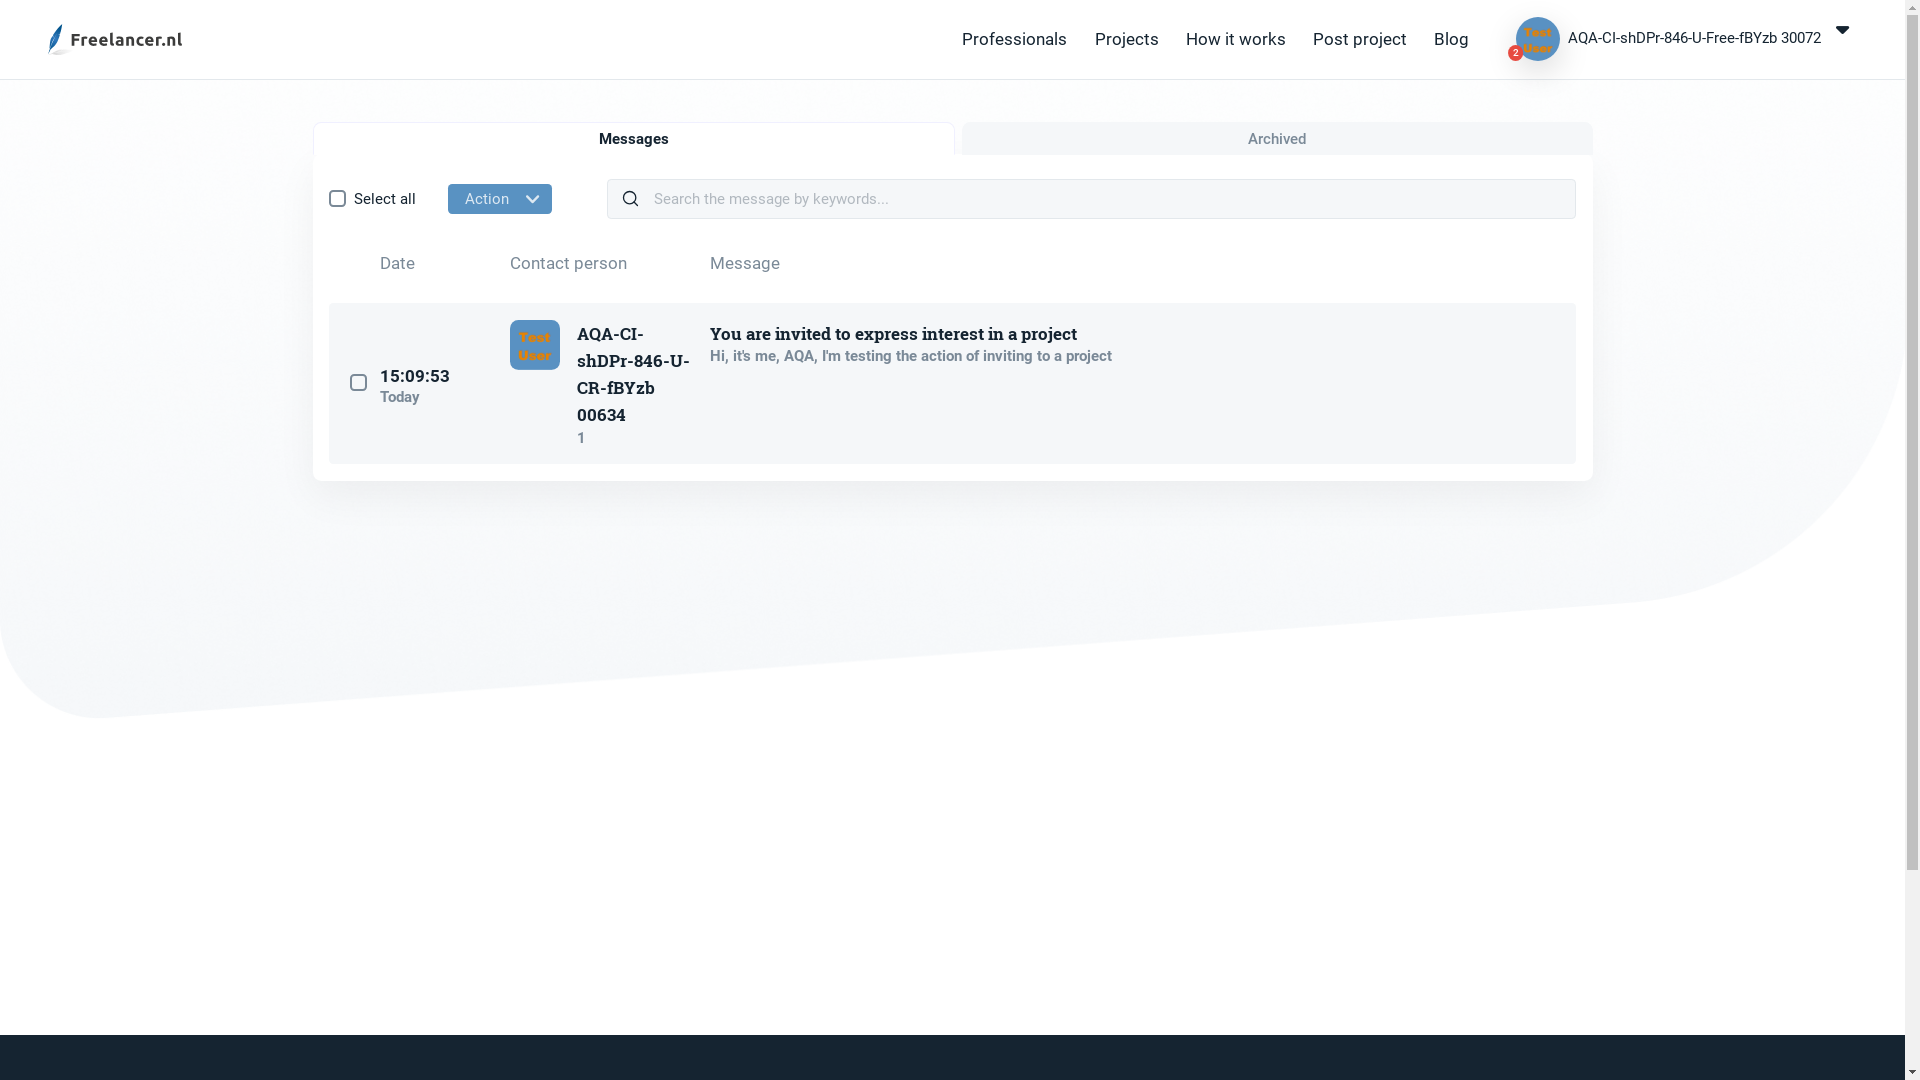 Freelancer.nl
Professionals
Projects
How it works
Post project
Blog
Test
User
2
AQA-CI-shDPr-846-U-Free-fBYzb 30072
Messages
Archived
Select all
Action
Search the message by keywords...
Date
Contact person
Message
15:09:53
Today
Test
User
AQA-CI-
shDPr-846-U-
CR-fBYzb
00634
1
You are invited to express interest in a project
Hi, it's me, AQA, I'm testing the action of inviting to a project